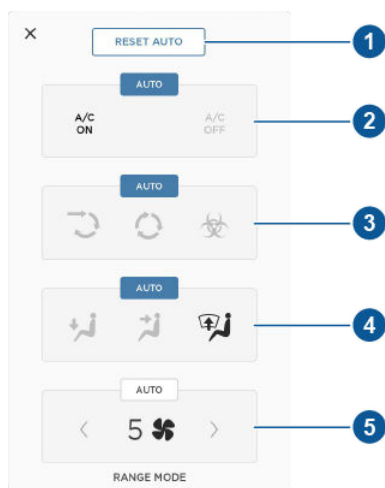 RESET AUTO
1
AUTO
A/C
ON
A/C
OFF
2
AUTO
3
AUTO
4
AUTO
5
5
RANGE MODE